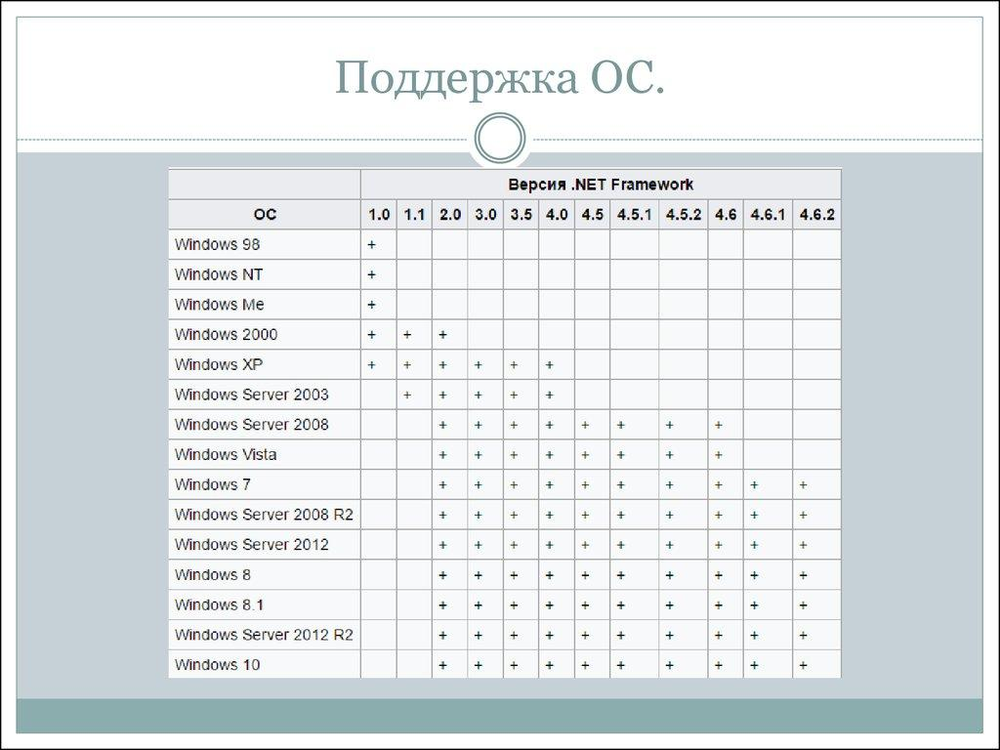 Поддержка ОС.
Версия .NET Framework
ОС 1.0 1.1 2.0 3.0 3.5 4.0 4.5 4.5.1 4.5.2 4.6 4.6.1 4.6.2
Windows 98 +
Windows NT +
Windows Me +
Windows 2000 + + +
Windows XP + + + + + +
Windows Server 2003 + + + + +
Windows Server 2008 + + + + + + + +
Windows Vista + + + + + + + +
Windows 7 + + + + + + + + + +
Windows Server 2008 R2 + + + + + + + + + +
Windows Server 2012 + + + + + + + + + +
Windows 8 + + + + + + + + + +
Windows 8.1 + + + + + + + + + +
Windows Server 2012 R2 + + + + + + + + + +
Windows 10 + + + + + + + + + +